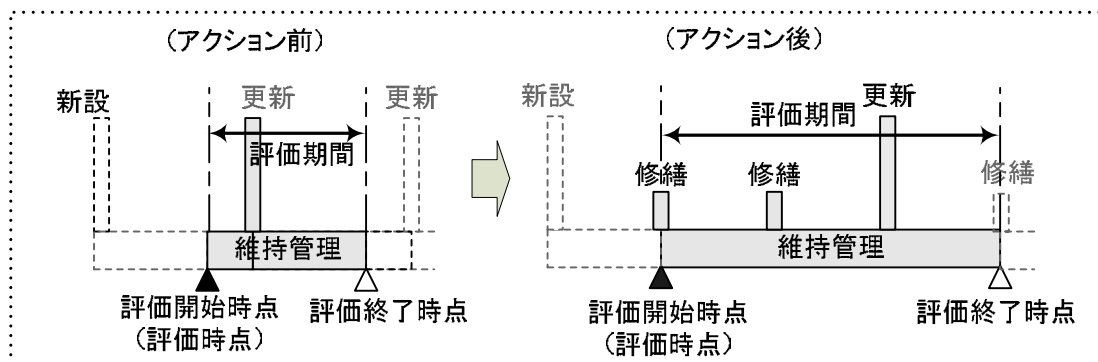 （アクション前）
新設
更新
更新
評価期間
維持管理
評価開始時点
（評価時点）
評価終了時点
（アクション後）
新設
更新
評価期間
修繕
修繕
修繕
維持管理
評価開始時点
（評価時点）
評価終了時点